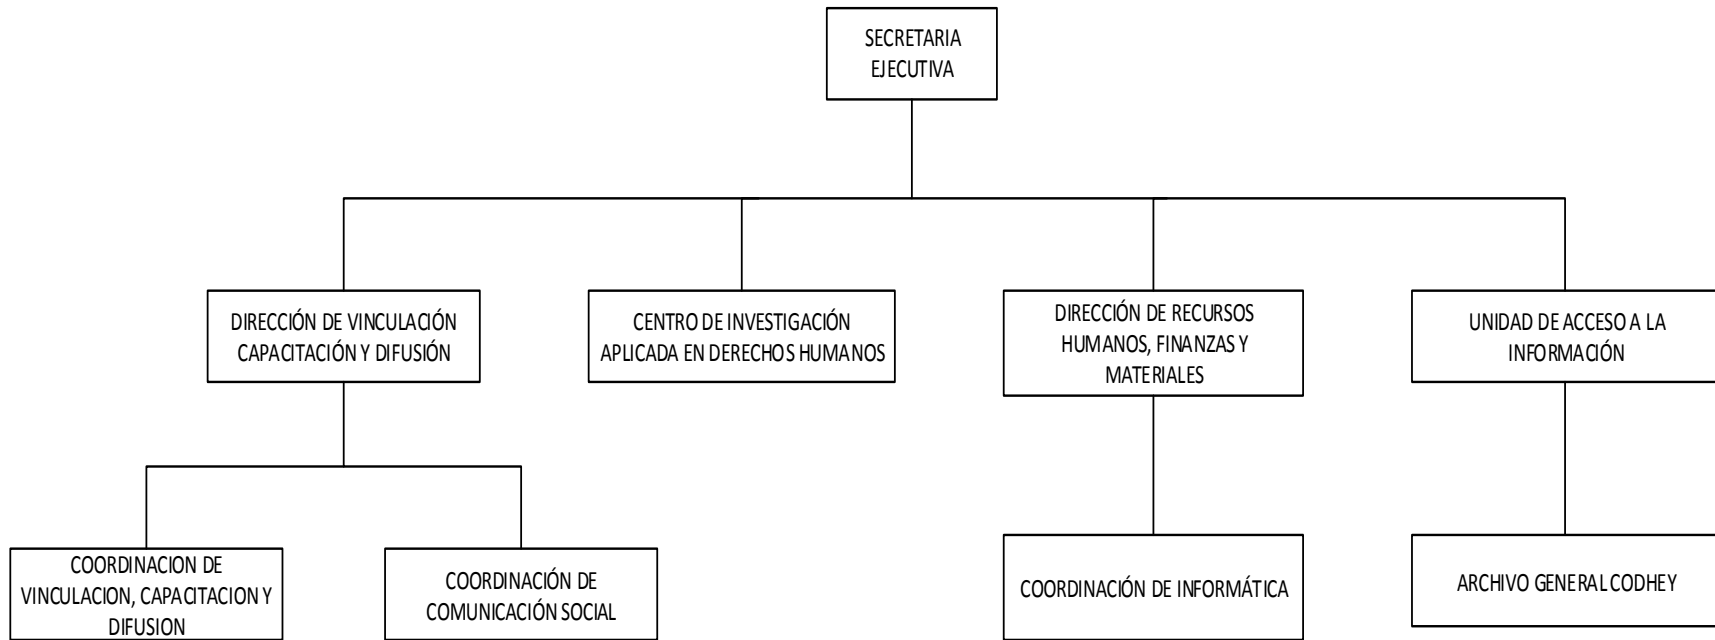 SECRETARIA
EJECUTIVA
DIRECCIÓN DE VINCULACIÓN
CAPACITACIÓN Y DIFUSIÓN
CENTRO DE INVESTIGACIÓN
APLICADA EN DERECHOS HUMANOS
DIRECCIÓN DE RECURSOS
HUMANOS, FINANZAS Y
MATERIALES
UNIDAD DE ACCESO A LA
INFORMACIÓN
COORDINACION DE
VINCULACION, CAPACITACION Y
DIFUSION
COORDINACIÓN DE
COMUNICACIÓN SOCIAL
COORDINACIÓN DE INFORMÁTICA
ARCHIVO GENERAL CODHEY